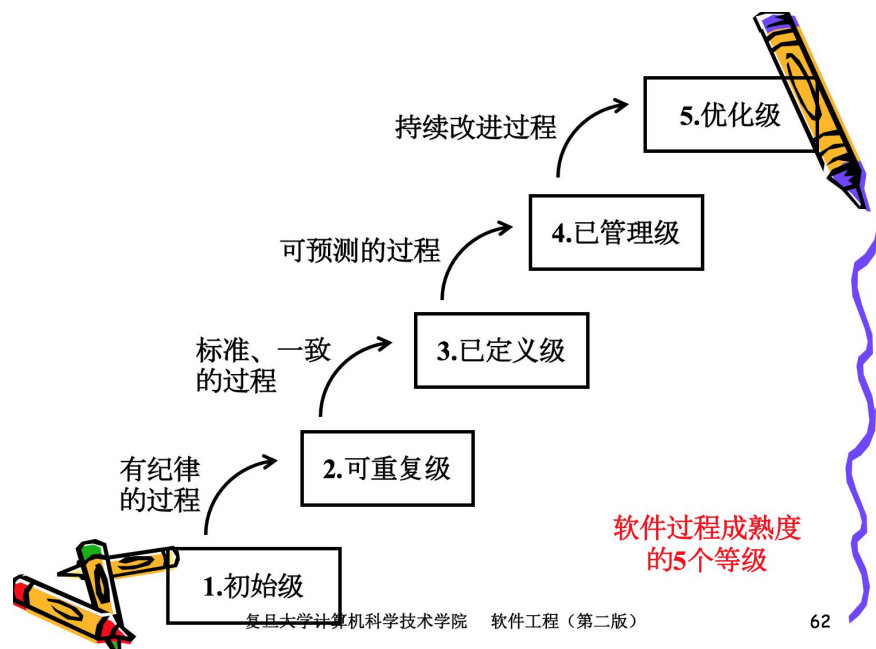 5.优化级
持续改进过程
4.已管理级
可预测的过程
3.已定义级
标准、一致
的过程
2.可重复级
有纪律
的过程
1.初始级
软件过程成熟度
的5个等级
复旦大学计算机科学技术学院 软件工程（第二版）
62